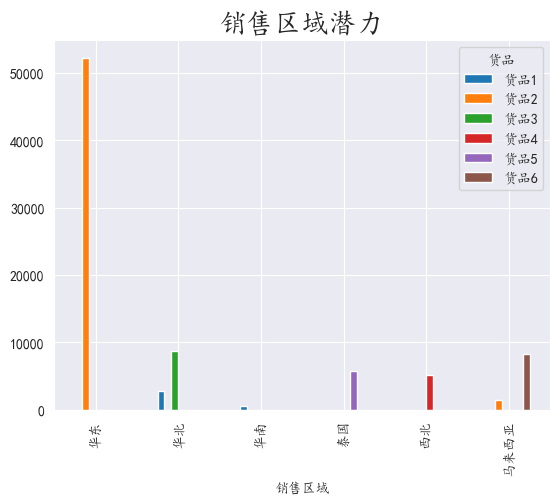 销售区域潜力
50000
40000
30000
20000
10000
0
货品
货品1
货品2
货品3
货品4
货品5
货品6
华东
华北
华南
泰国
西北
马来西亚
销售区域